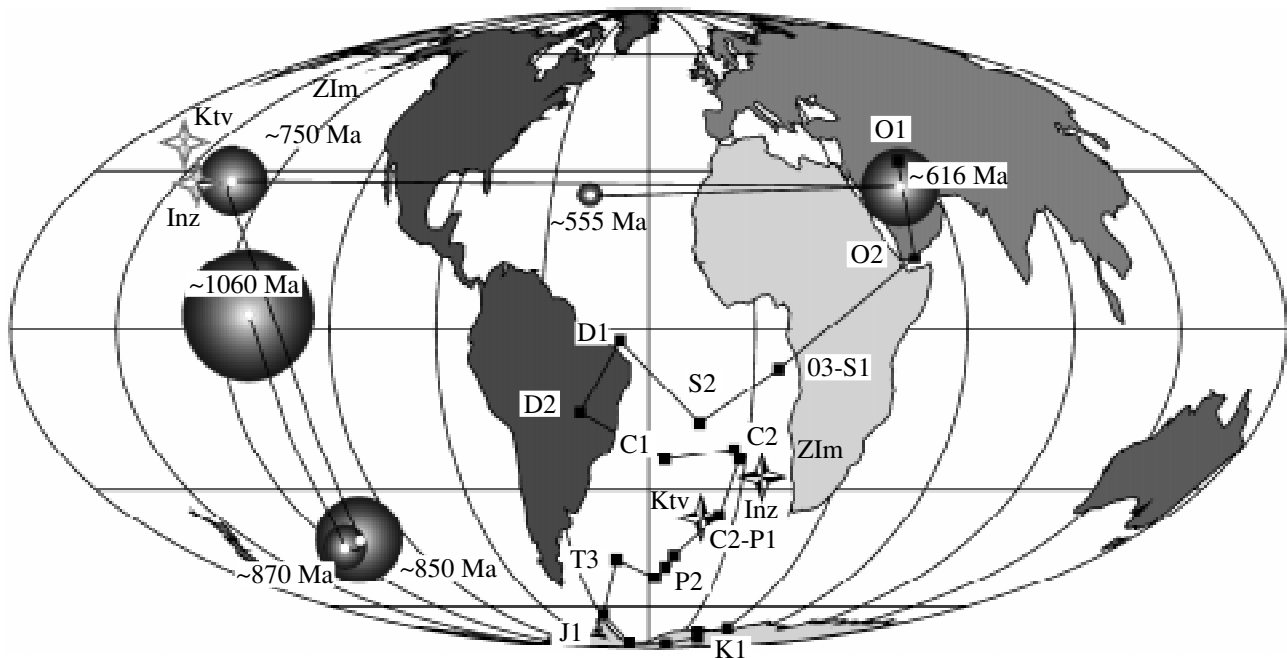 ZIm
Ktv
~750 Ma
O1
~616 Ma
Inz
~555 Ma
O2
~1060 Ma
D1
03-S1
S2
D2
C1
C2
ZIm
Ktv
Inz
C2-P1
T3
~870 Ma
~850 Ma
P2
J1
K1